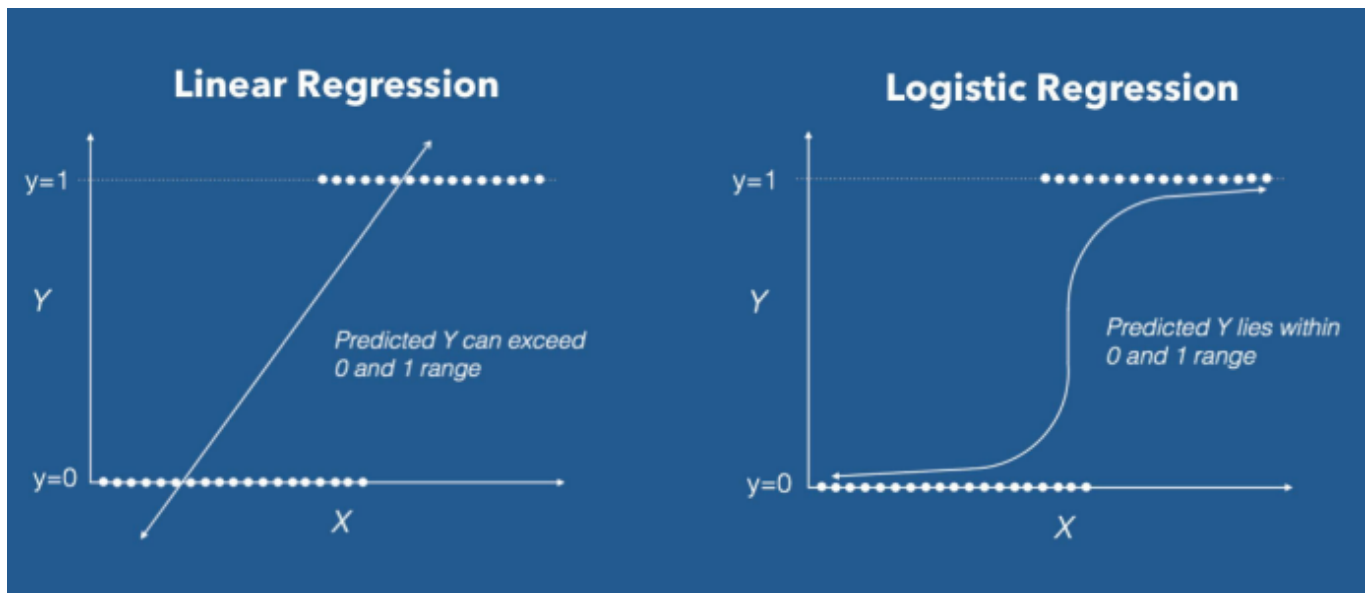 Linear Regression
y=1
Y
Predicted Y can exceed
0 and 1 range
y=0
X
Logistic Regression
y=1
Y
Predicted Y lies within
0 and 1 range
y=0
X